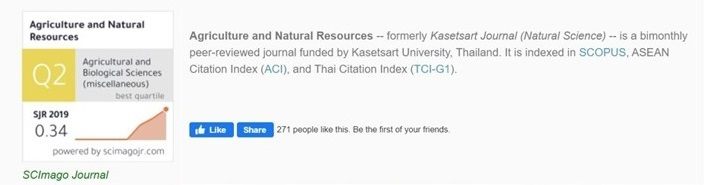 Agriculture and Natural
Resources
Q2
Agricultural and
Biological Sciences
(miscellaneous)
best quartile
SJR 2019
0.34
powered by scimagojr.com
SCImago Journal
Agriculture and Natural Resources -- formerly Kasetsart Journal (Natural Science) -- is a bimonthly
peer-reviewed journal funded by Kasetsart University, Thailand. It is indexed in SCOPUS, ASEAN
Citation Index (ACI), and Thai Citation Index (TCI-G1).
Like Share 271 people like this. Be the first of your friends.